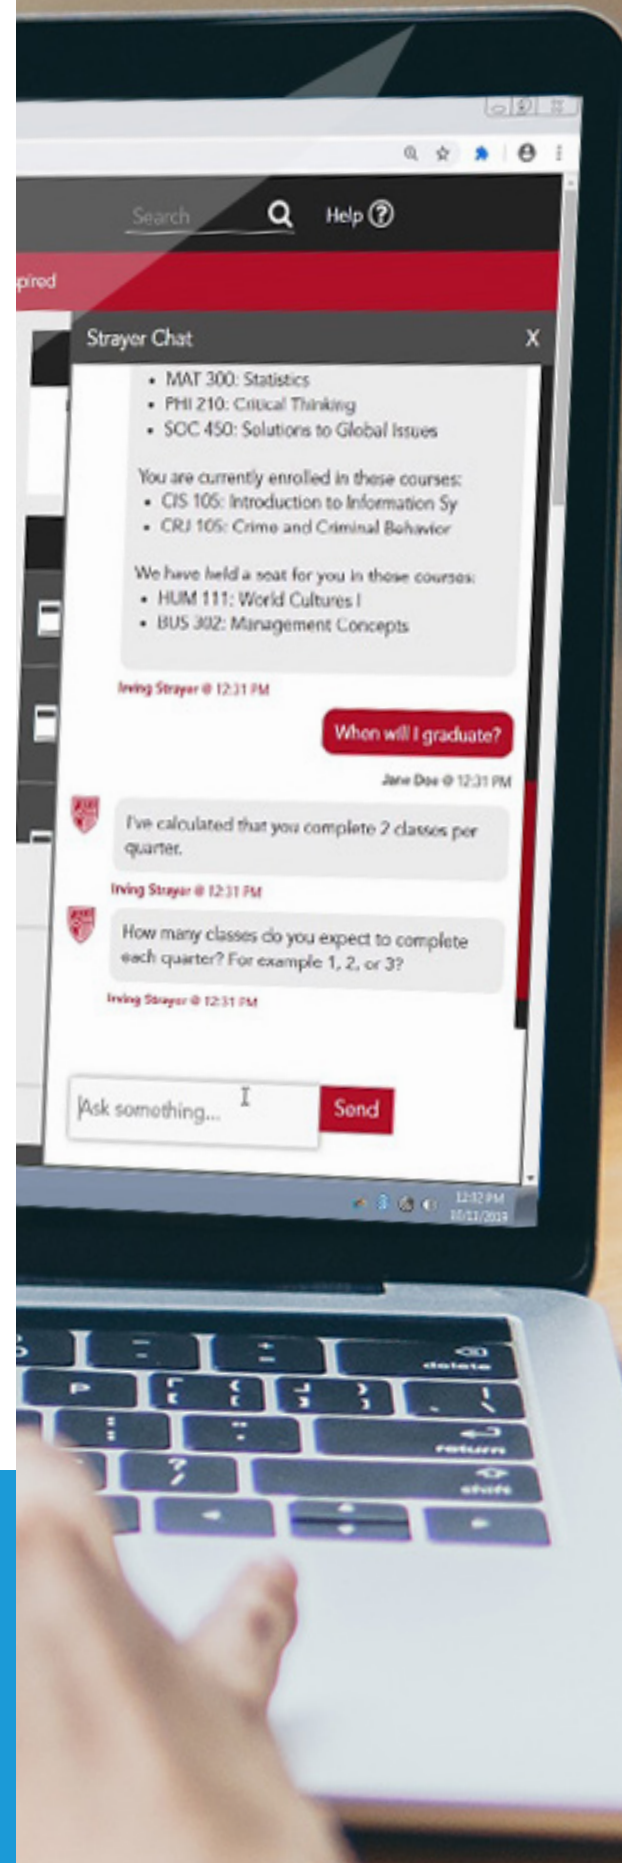 Search
Help ?
pired
Strayer Chat
X
• MAT 300: Statistics
• PHI 210: Critical Thinking
• SOC 450: Solutions to Global Issues
You are currently enrolled in these courses:
• CIS 105: Introduction to Information Sy
• CRJ 105: Crime and Criminal Behavior
We have held a seat for you in these courses:
• HUM 111: World Cultures I
• BUS 302: Management Concepts
Irving Strayer @ 12:31 PM
When will I graduate?
Jane Doe @ 12:31 PM
I've calculated that you complete 2 classes per
quarter.
Irving Strayer @ 12:31 PM
How many classes do you expect to complete
each quarter? For example 1, 2, or 3?
Irving Strayer @ 12:31 PM
Ask something...
Send
12:32 PM
delete
P
return
shift